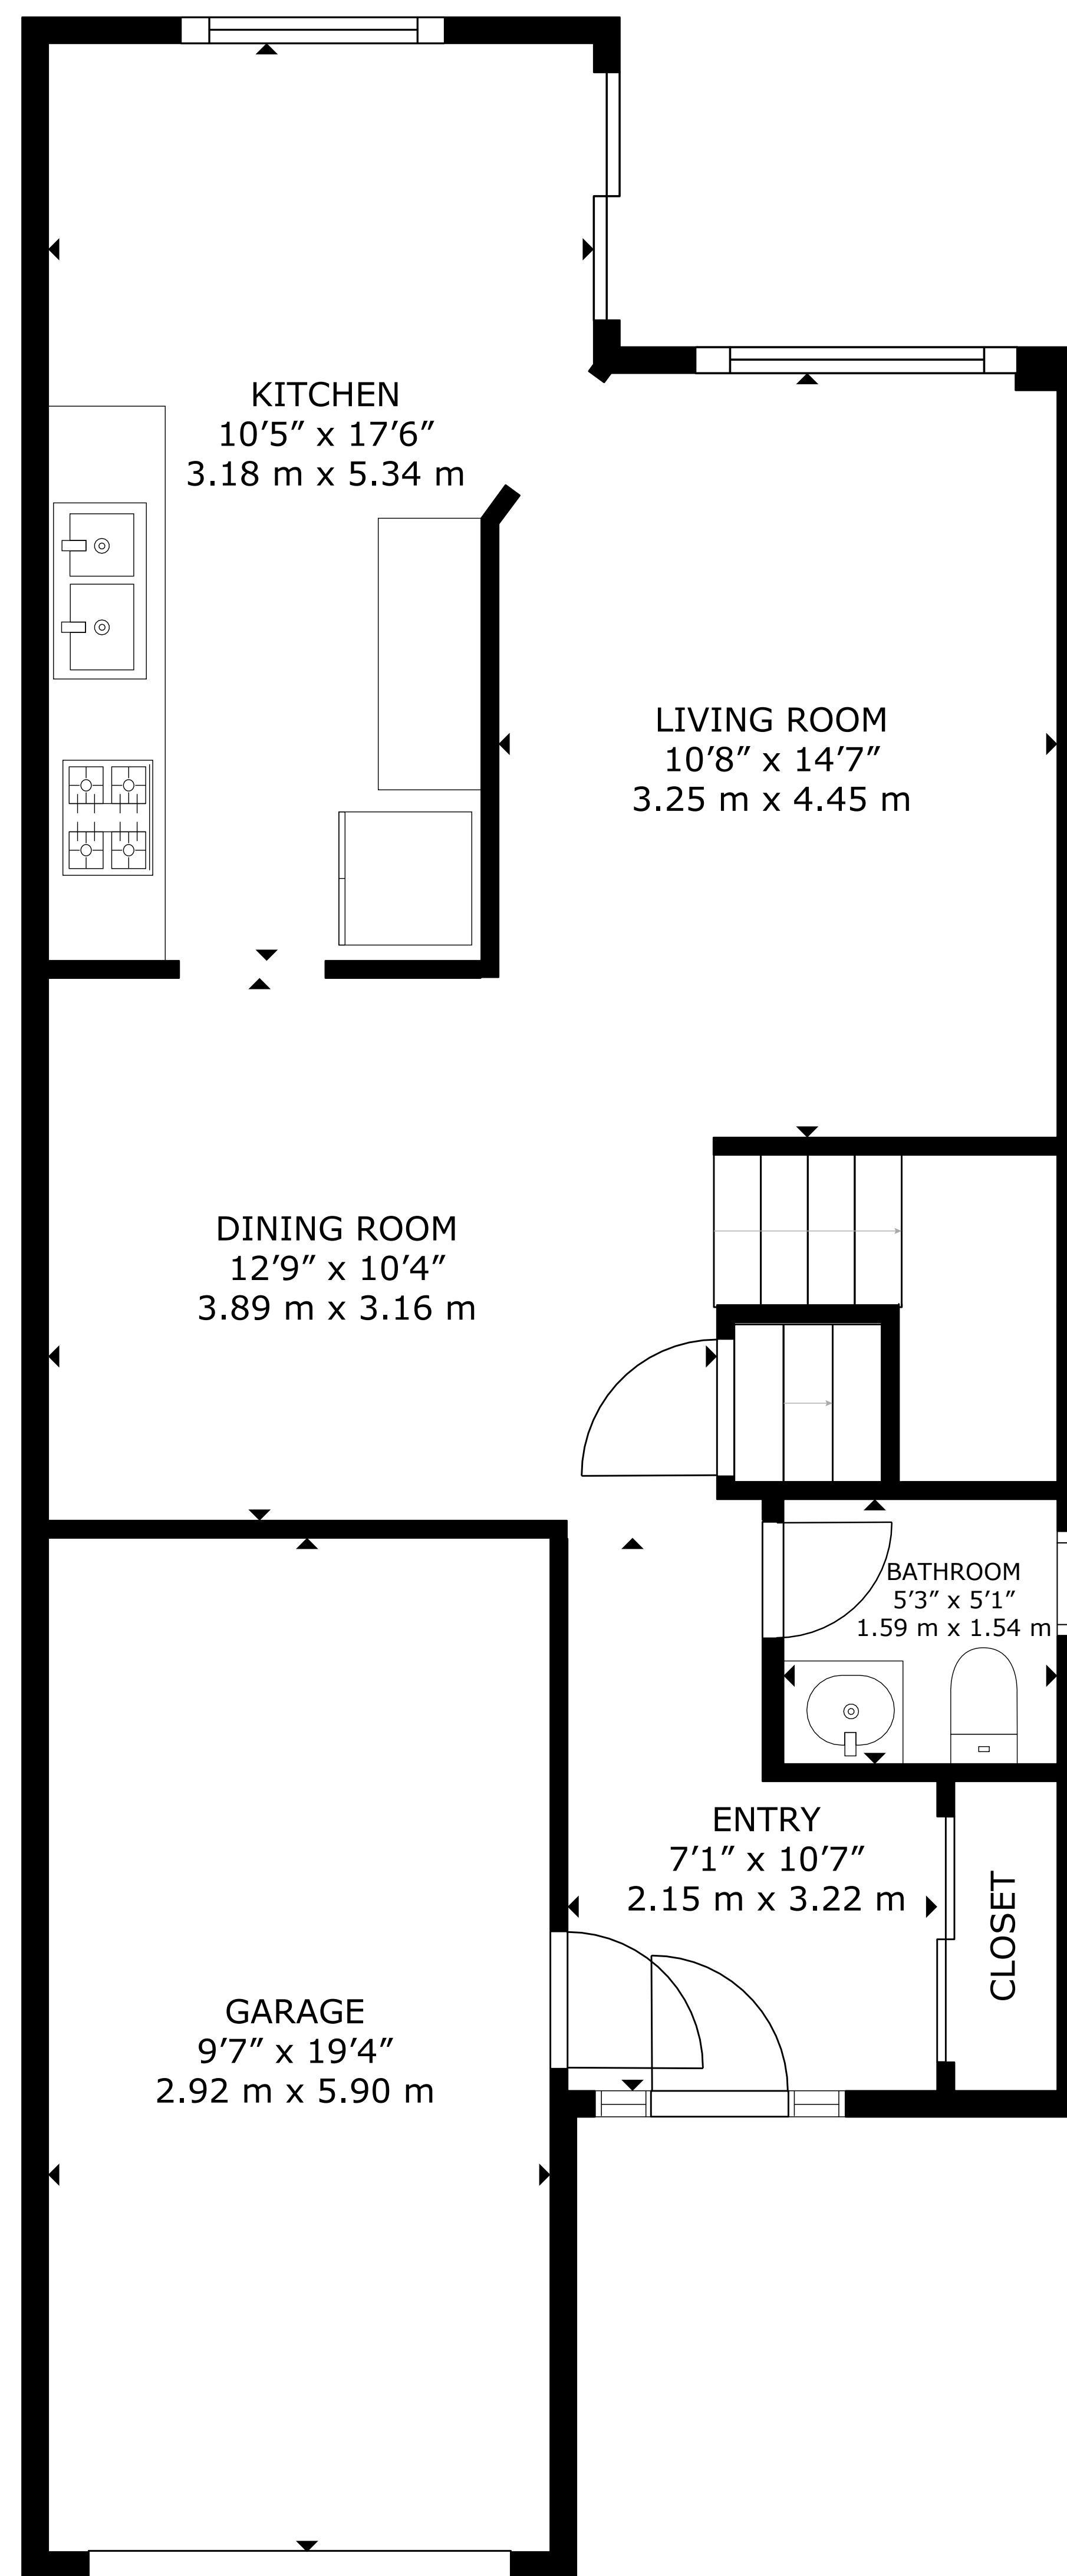 KITCHEN
10′5″ x 17′6″
3.18 m x 5.34 m
LIVING ROOM
10′8″ x 14′7″
3.25 m x 4.45 m
DINING ROOM
12′9″ x 10′4″
3.89 m x 3.16 m
BATHROOM
5′3″ x 5′1″
1.59 m x 1.54 m
ENTRY
7′1″ x 10′7″
2.15 m x 3.22 m
CLOSET
GARAGE
9′7″ x 19′4″
2.92 m x 5.90 m